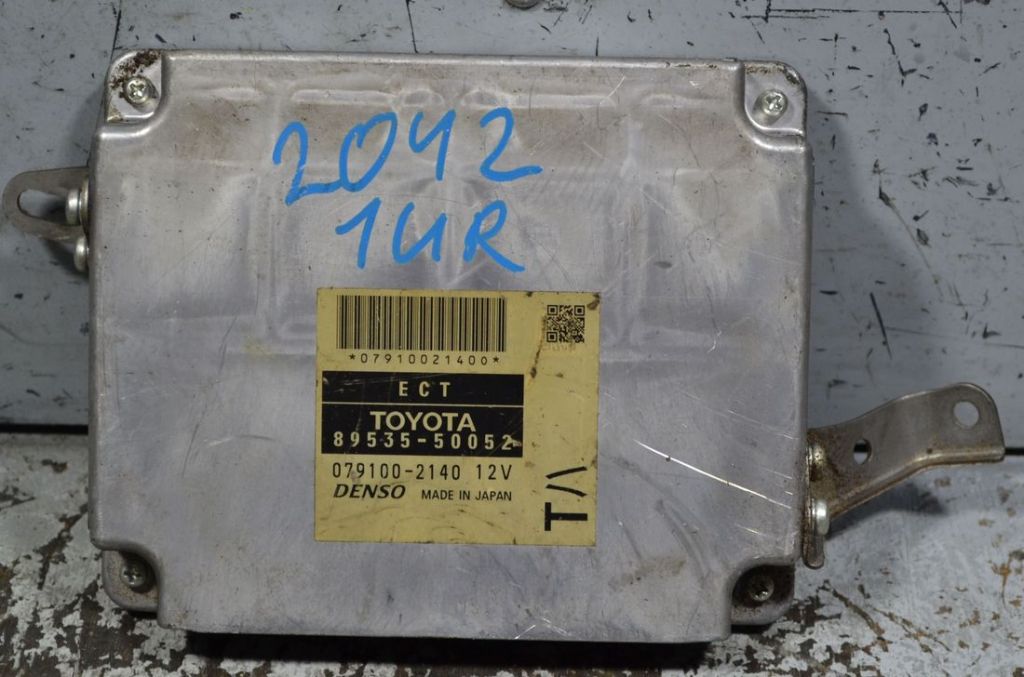 2042
1UR
*07910021400*
ECT
TOYOTA
89535-50052
079100-2140 12V
DENSO MADE IN JAPAN
T/\